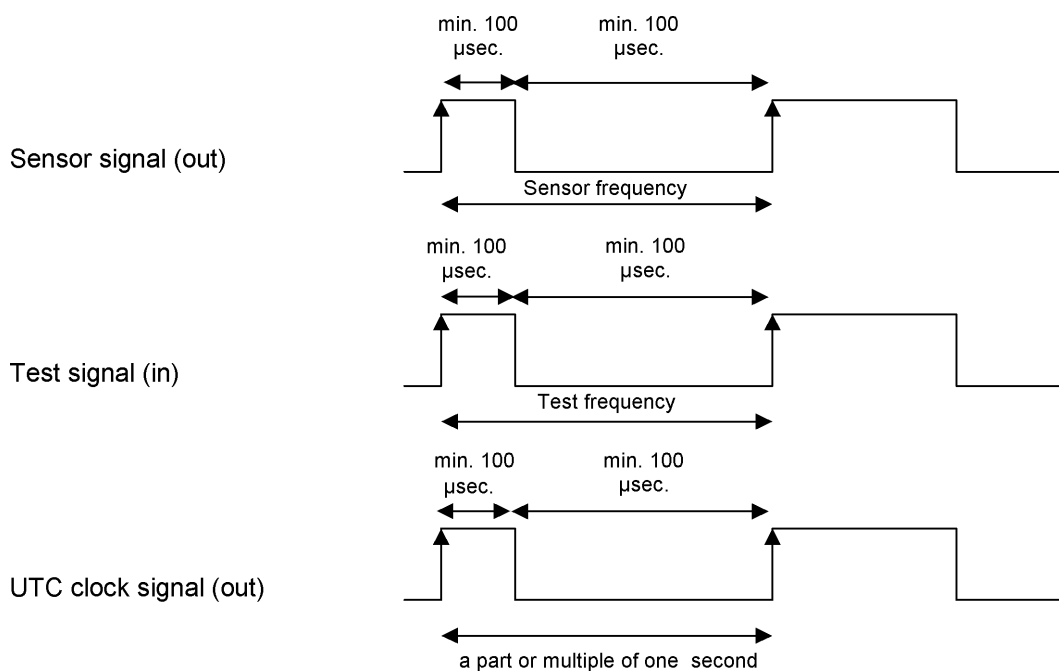 min. 100
µsec.
min. 100
µsec.
Sensor signal (out)
Sensor frequency
min. 100
µsec.
min. 100
µsec.
Test signal (in)
Test frequency
min. 100
µsec.
min. 100
µsec.
UTC clock signal (out)
a part or multiple of one second